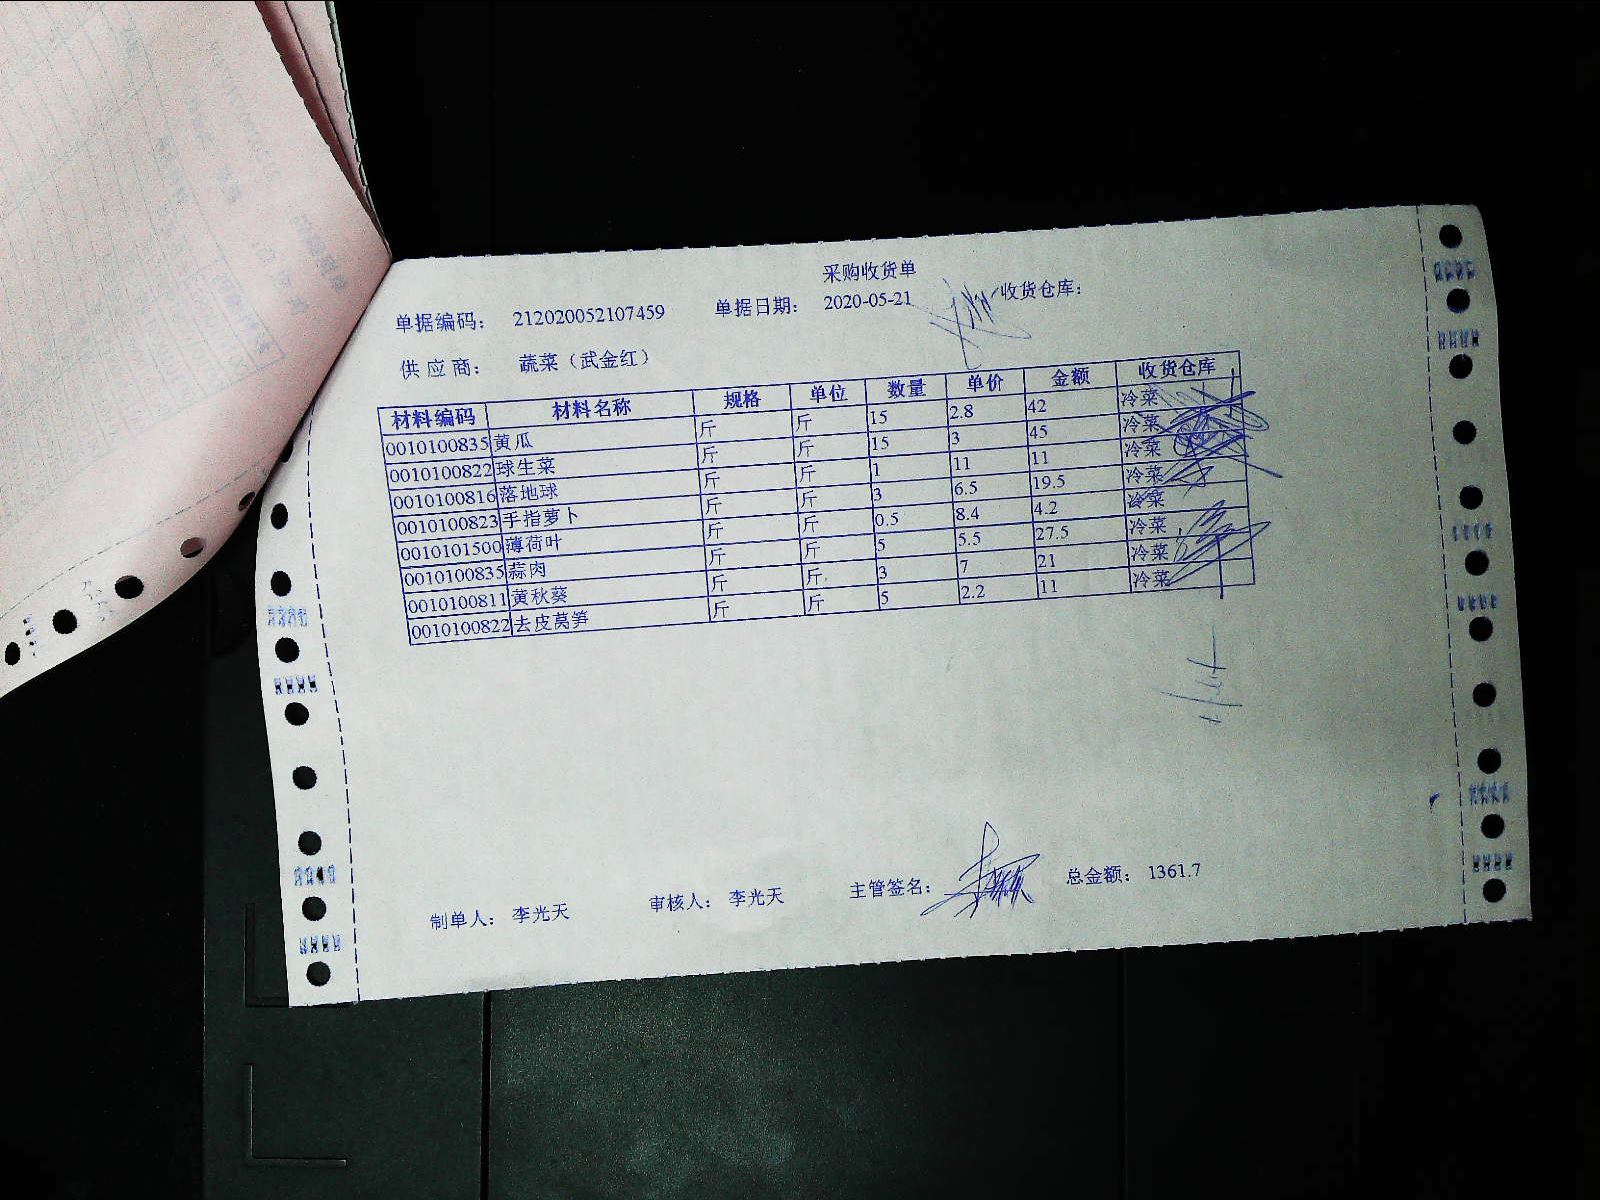 采购收货单
单据编码： 212020052107459 单据日期： 2020-05-21 收货仓库：
供应商： 蔬菜（武金红）
材料编码 材料名称 规格 单位 数量 单价 金额 收货仓库
0010100835 黄瓜 斤 斤 15 2.8 42 冷菜
0010100822 球生菜 斤 斤 15 3 45 冷菜
0010100816 落地球 斤 斤 1 11 11 冷菜
0010100823 手指萝卜 斤 斤 3 6.5 19.5 冷菜
0010101500 薄荷叶 斤 斤 0.5 8.4 4.2 冷菜
0010100835 蒜肉 斤 斤 5 5.5 27.5 冷菜
0010100811 黄秋葵 斤 斤 3 7 21 冷菜
0010100822 去皮莴笋 斤 斤 5 2.2 11 冷菜
制单人： 李光天 审核人： 李光天 主管签名： 总金额： 1361.7